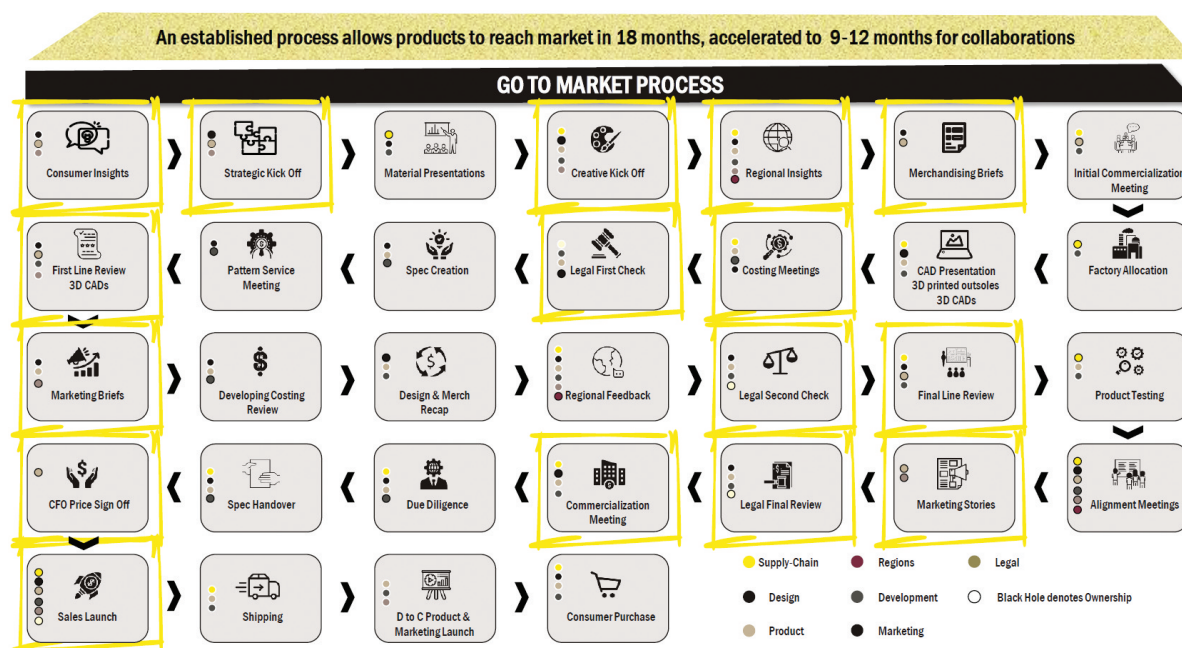 An established process allows products to reach market in 18 months, accelerated to 9-12 months for collaborations
GO TO MARKET PROCESS
Consumer Insights
Strategic Kick Off
Material Presentations
Creative Kick Off
Regional Insights
Merchandising Briefs
Initial Commercialization
Meeting
First Line Review
3D CADs
Pattern Service
Meeting
Spec Creation
Legal First Check
Costing Meetings
CAD Presentation
3D printed outsoles
3D CADs
Factory Allocation
Marketing Briefs
Developing Costing
Review
Design & Merch
Recap
Regional Feedback
Legal Second Check
Final Line Review
Product Testing
CFO Price Sign Off
Spec Handover
Due Diligence
Commercialization
Meeting
Legal Final Review
Marketing Stories
Alignment Meetings
Sales Launch
Shipping
D to C Product &
Marketing Launch
Consumer Purchase
Supply-Chain
Regions
Legal
Design
Development
Black Hole denotes Ownership
Product
Marketing